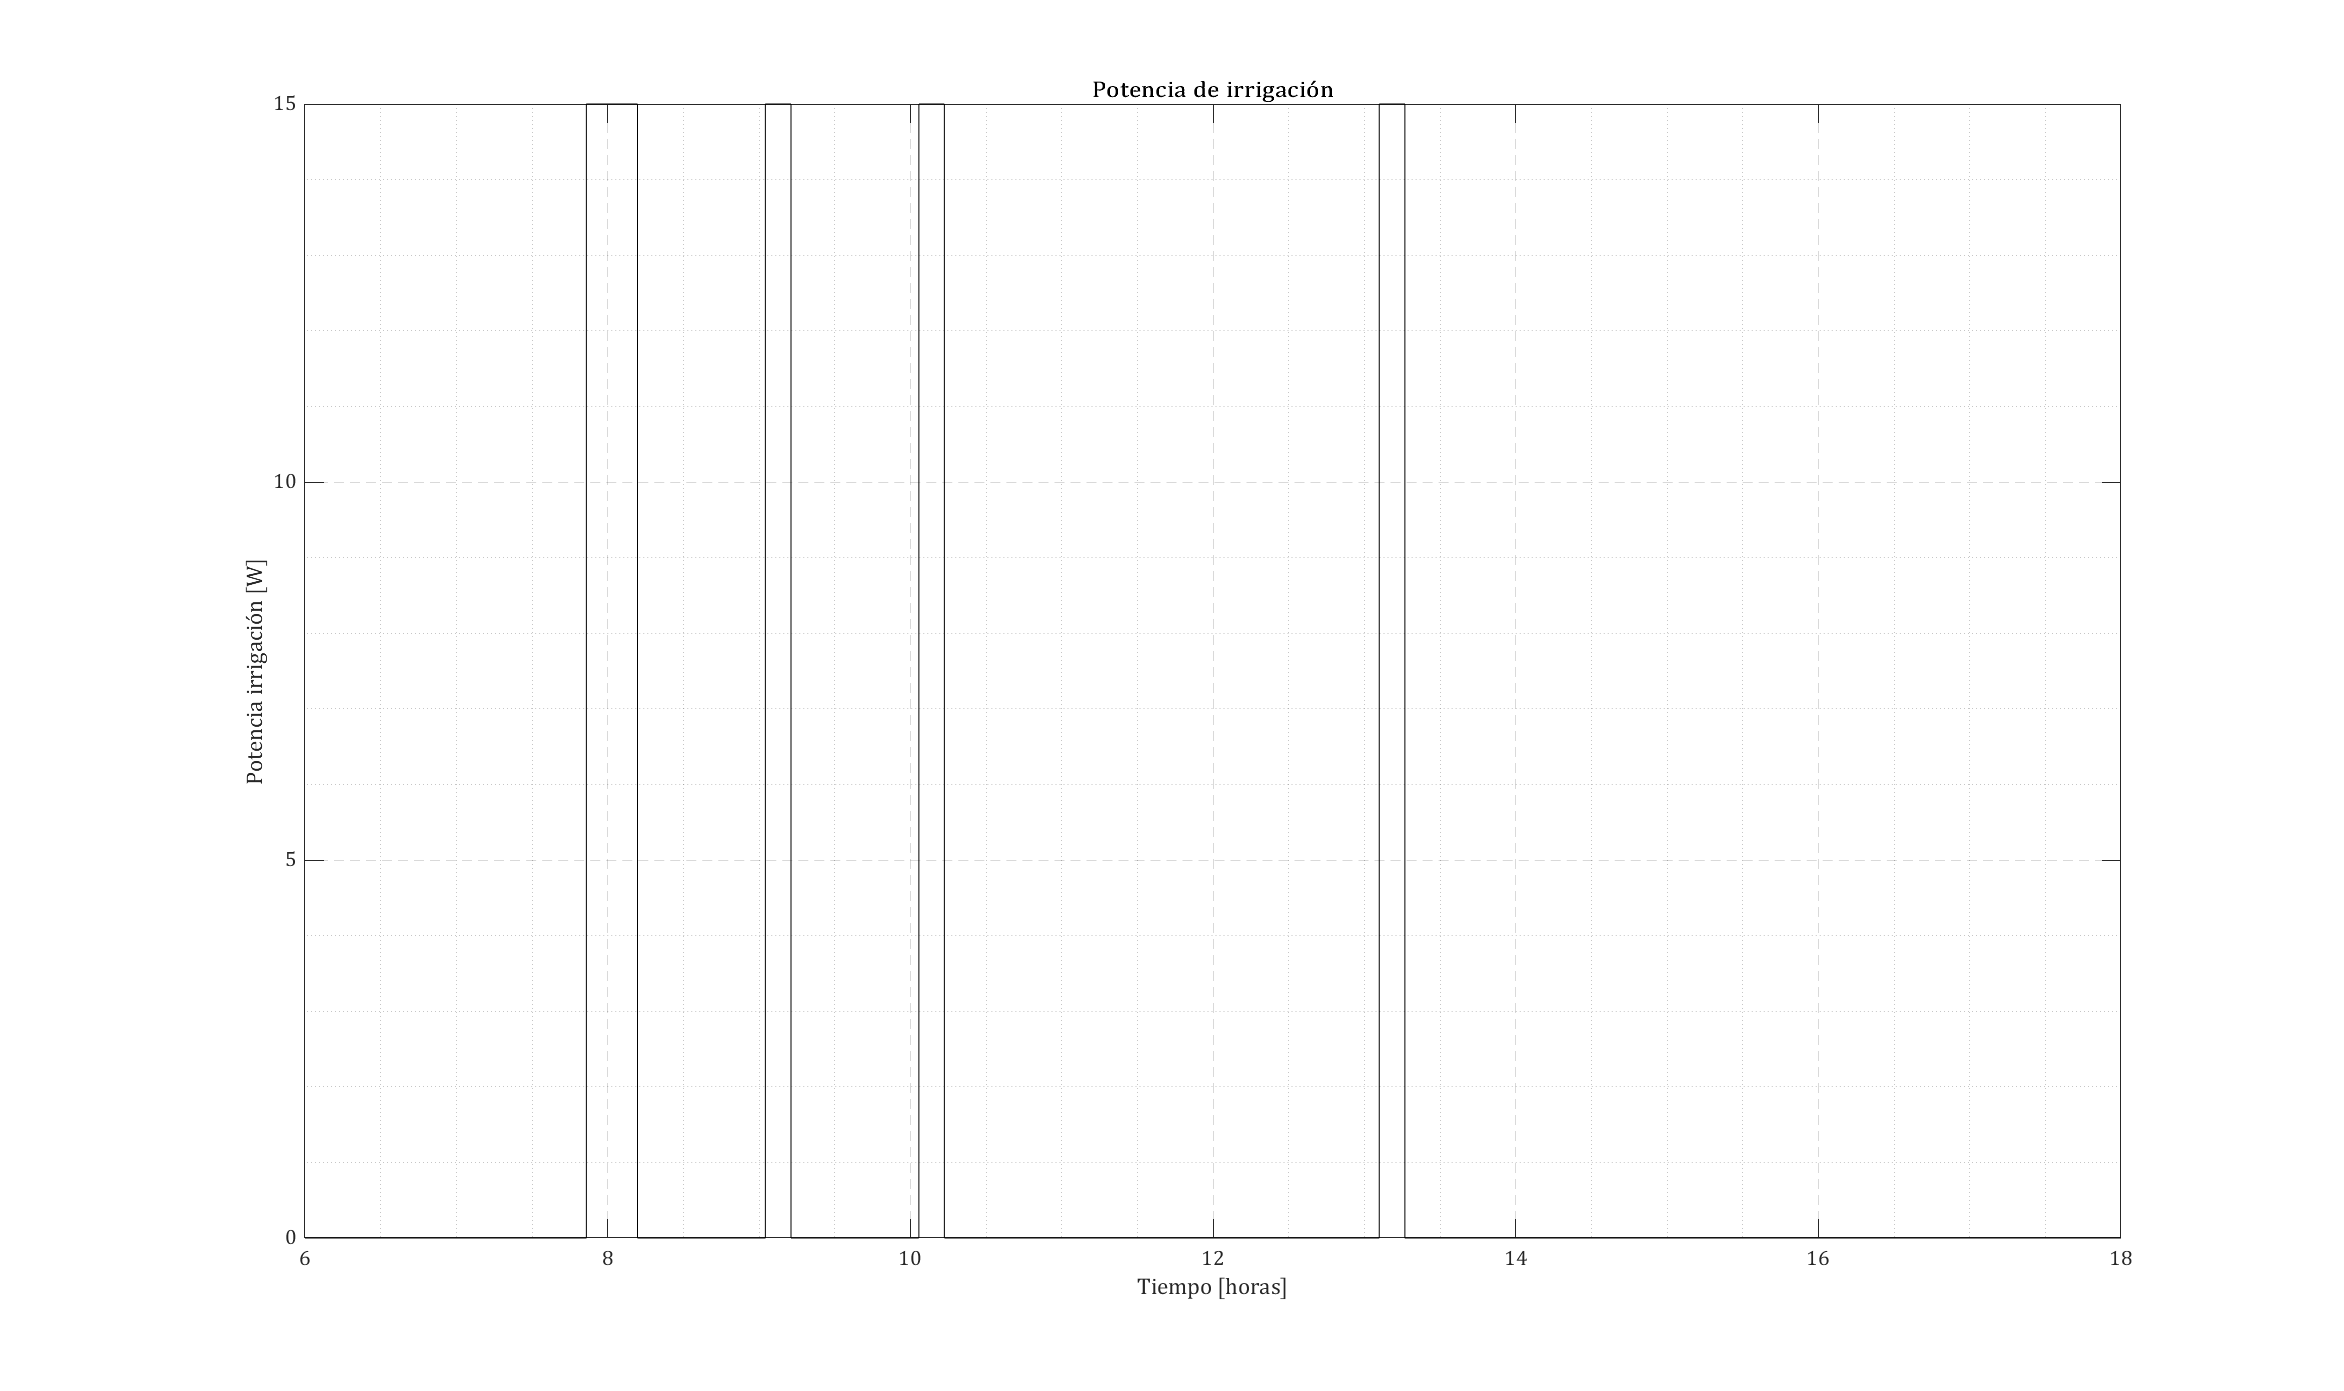 Potencia de irrigación
15
10
5
0
Potencia irrigación [W]
6 8 10 12 14 16 18
Tiempo [horas]